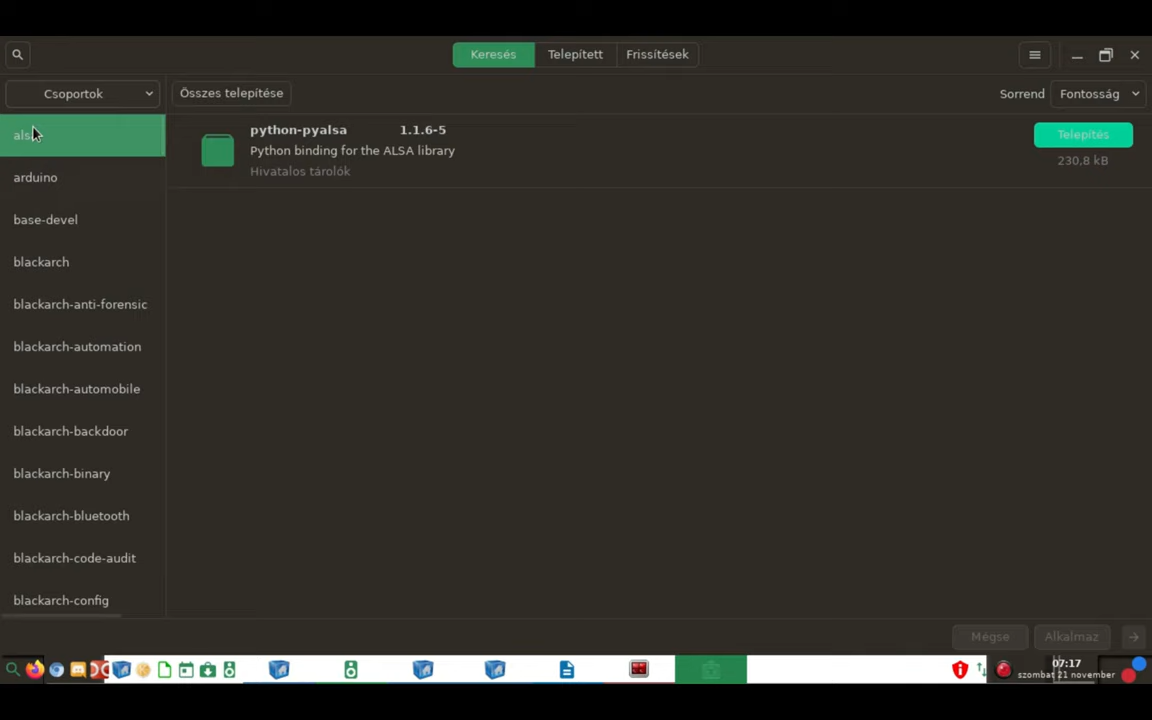 Keresés Telepített Frissítések
Csoportok Összes telepítése Sorrend Fontosság
python-pyalsa 1.1.6-5
Python binding for the ALSA library
Hivatalos tárolók
Telepítés
230,8 kB
arduino
base-devel
blackarch
blackarch-anti-forensic
blackarch-automation
blackarch-automobile
blackarch-backdoor
blackarch-binary
blackarch-bluetooth
blackarch-code-audit
blackarch-config
Mégse Alkalmaz
07:17
szombat 21 november